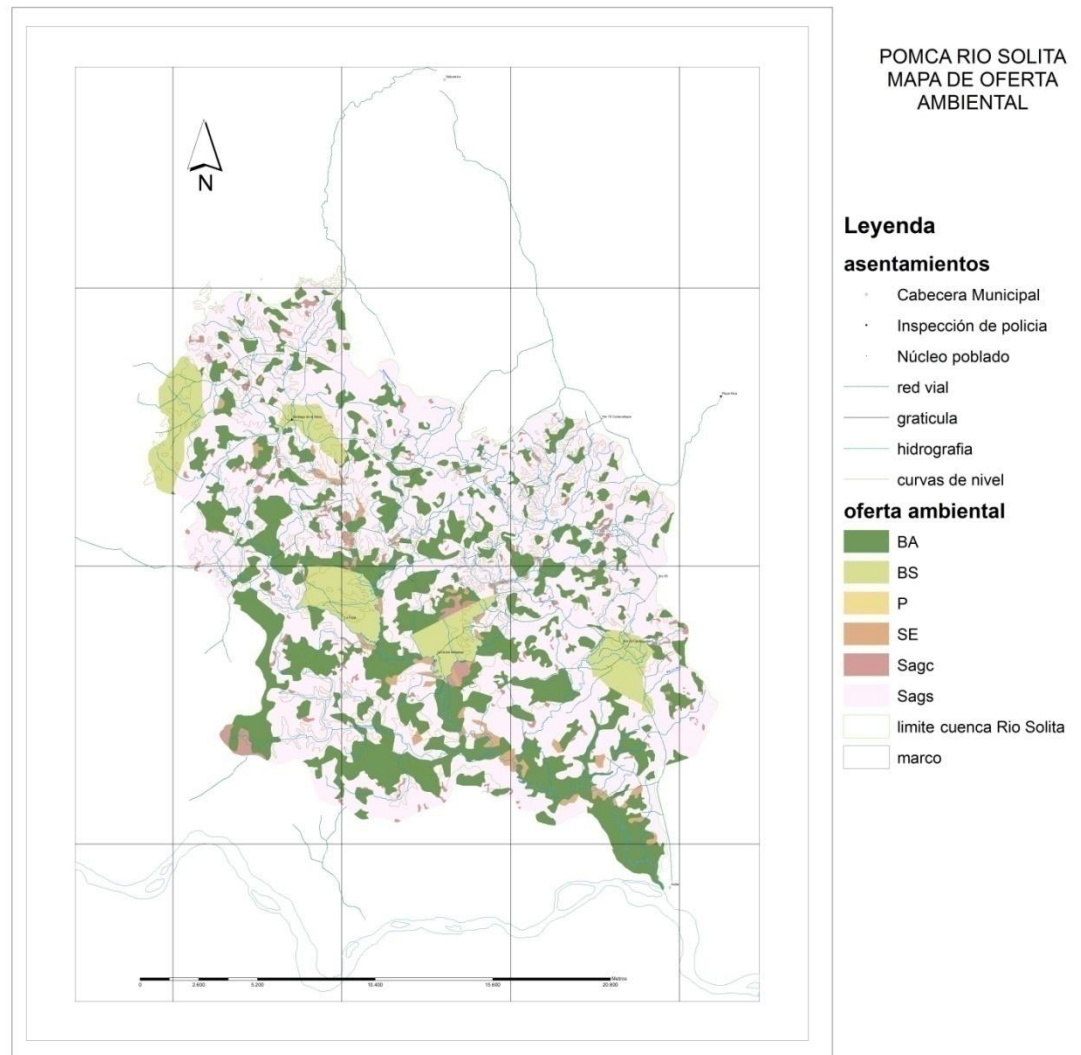 POMCA RIO SOLITA
MAPA DE OFERTA
AMBIENTAL
N
Leyenda
asentamientos
Cabecera Municipal
Inspección de policia
Núcleo poblado
red vial
graticula
hidrografia
curvas de nivel
oferta ambiental
BA
BS
P
SE
Sagc
Sags
limite cuenca Rio Solita
marco
Metros
0 2.600 5.200 10.400 15.600 20.800